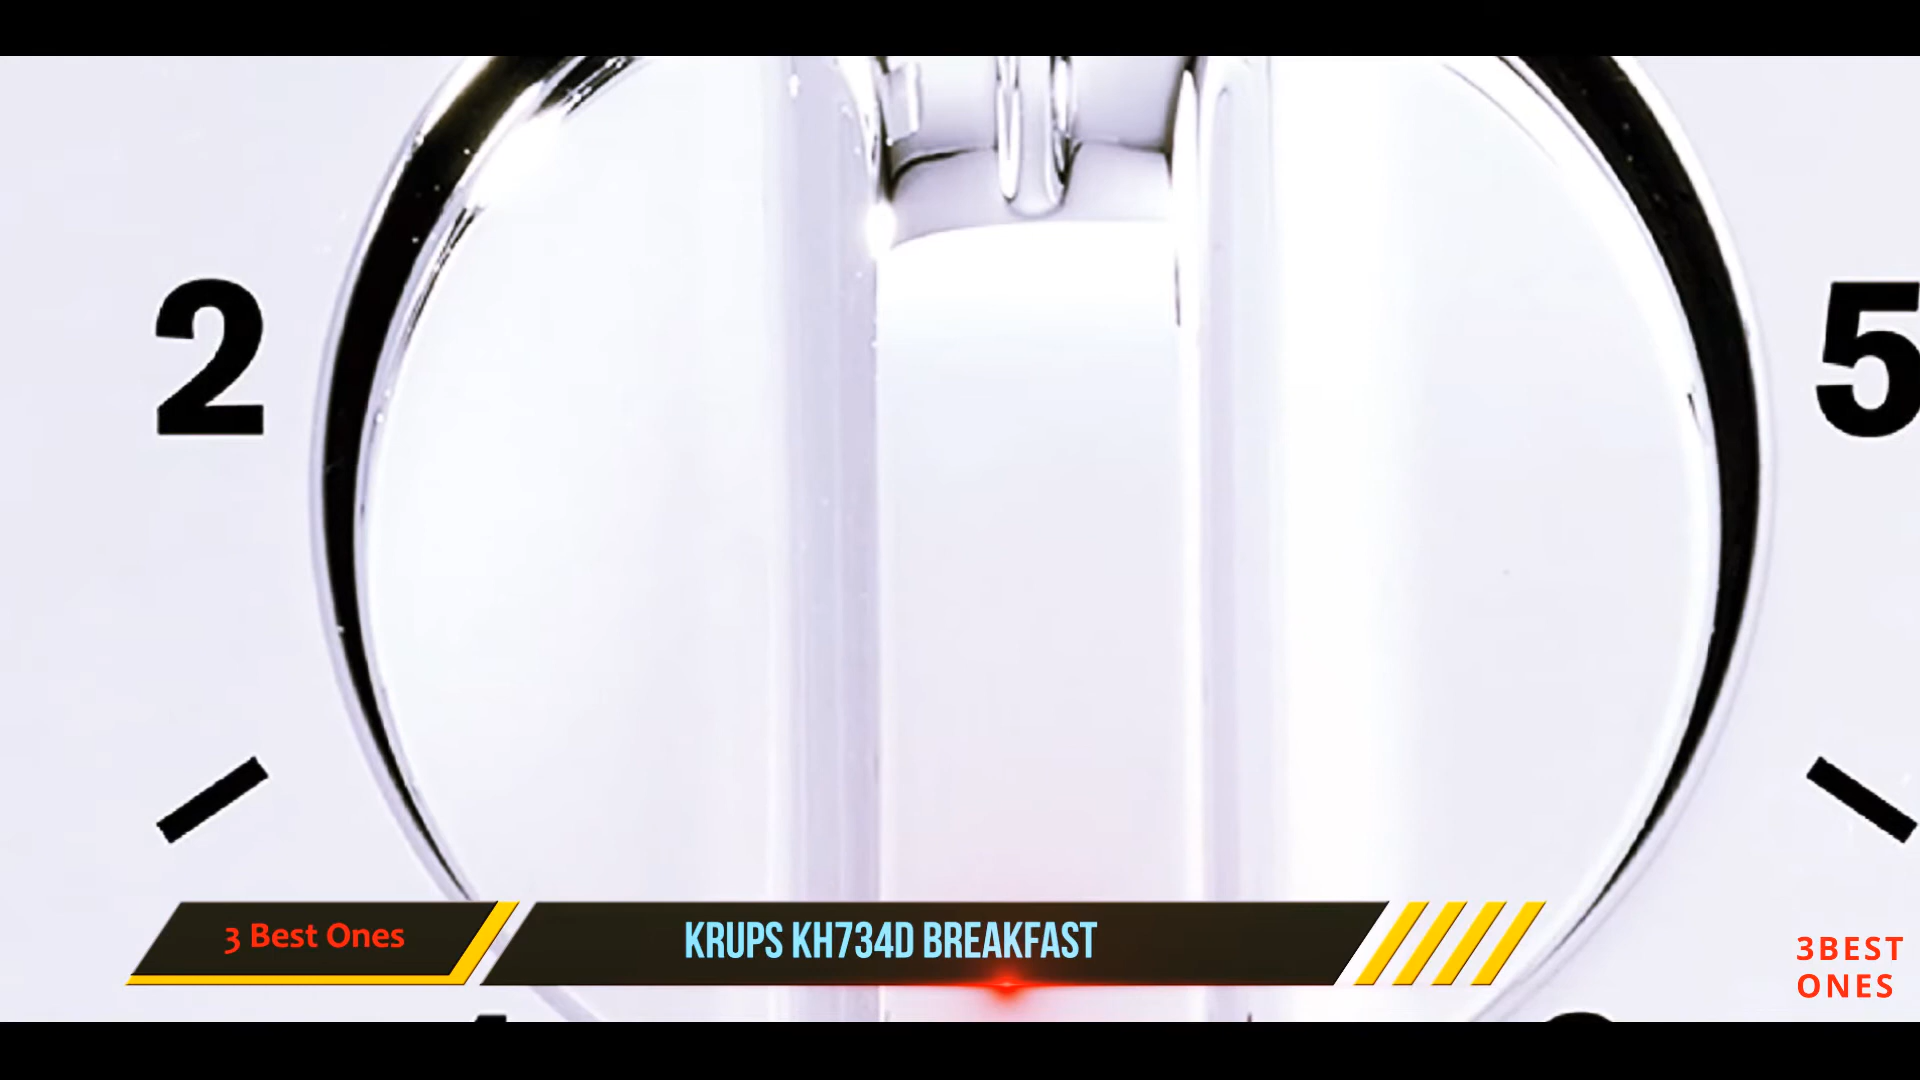 2
5
3 Best Ones
KRUPS KH734D BREAKFAST
3BEST
ONES